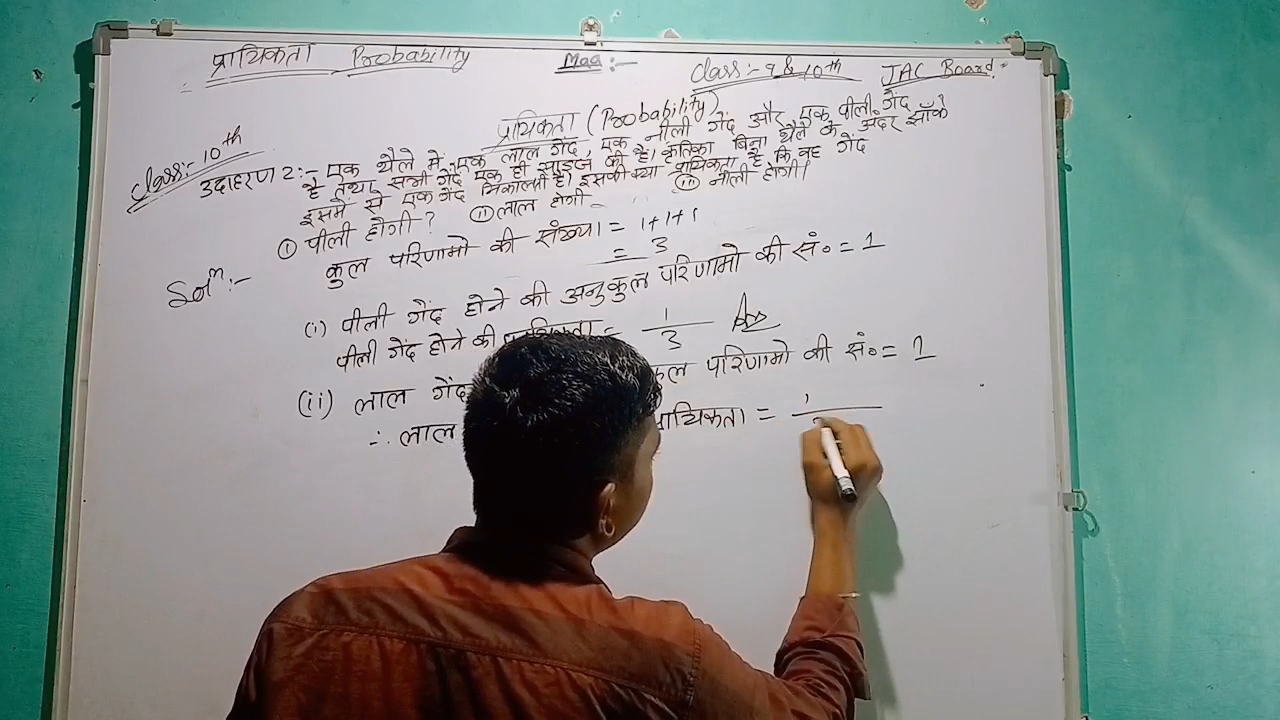 प्रायिकता Probability Maa :- Class:- 9 & 10th JAC Board
प्रायिकता (Probability)
Class:- 10th
उदाहरण 2:- एक थैले में एक लाल गेंद, एक नीली गेंद और एक पीली गेंद
है तथा सभी गेंदें एक ही साइज की है। कृतिका बिना थैले के अंदर झाँके
इसमें से एक गेंद निकालती है। इसकी क्या प्रायिकता है कि वह गेंद
(i) पीली होगी ? (ii) लाल होगी (iii) नीली होगी।
Solⁿ:- कुल परिणामो की संख्या = 1+1+1
= 3
(i) पीली गेंद होने की अनुकुल परिणामो की सं० = 1
पीली गेंद होने की प्रायिकता = 1/3 Ans
(ii) लाल गेंद कुल परिणामो की सं० = 1
∴ लाल प्रायिकता = 1